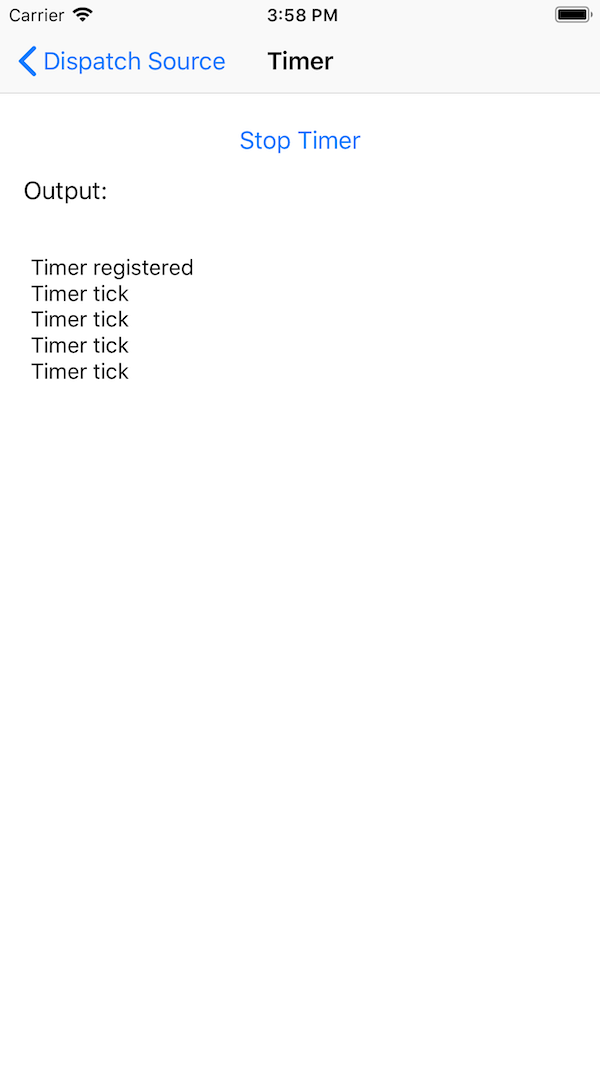 Carrier 3:58 PM
Dispatch Source Timer
Stop Timer
Output:
Timer registered
Timer tick
Timer tick
Timer tick
Timer tick